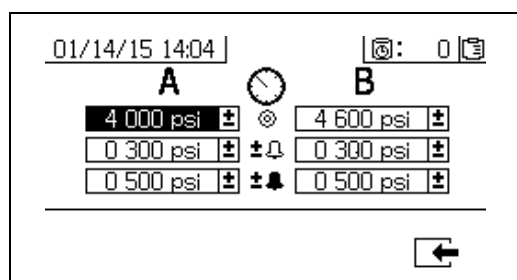 01/14/15 14:04 : 0
A B
4 000 psi ± 4 600 psi ±
0 300 psi ± ± 0 300 psi ±
0 500 psi ± ± 0 500 psi ±